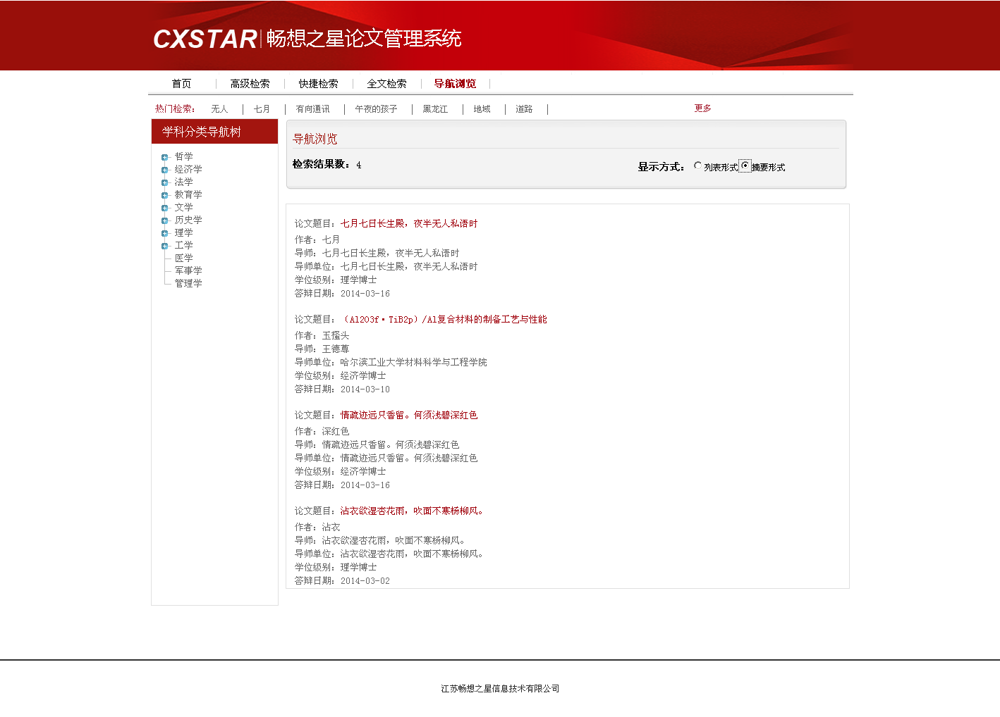 CXSTAR 畅想之星论文管理系统
首页 高级检索 快捷检索 全文检索 导航浏览
热门检索： 无人 七月 有向通讯 午夜的孩子 黑龙江 地域 道路 更多
学科分类导航树
哲学
经济学
法学
教育学
文学
历史学
理学
工学
医学
军事学
管理学
导航浏览
检索结果数：4 显示方式： 列表形式 摘要形式
论文题目：七月七日长生殿，夜半无人私语时
作者：七月
导师：七月七日长生殿，夜半无人私语时
导师单位：七月七日长生殿，夜半无人私语时
学位级别：理学博士
答辩日期：2014-03-16
论文题目：（Al2O3f·TiB2p）/Al复合材料的制备工艺与性能
作者：玉搔头
导师：王德尊
导师单位：哈尔滨工业大学材料科学与工程学院
学位级别：经济学博士
答辩日期：2014-03-10
论文题目：情疏迹远只香留。何须浅碧深红色
作者：深红色
导师：情疏迹远只香留。何须浅碧深红色
导师单位：情疏迹远只香留。何须浅碧深红色
学位级别：经济学博士
答辩日期：2014-03-16
论文题目：沾衣欲湿杏花雨，吹面不寒杨柳风。
作者：沾衣
导师：沾衣欲湿杏花雨，吹面不寒杨柳风。
导师单位：沾衣欲湿杏花雨，吹面不寒杨柳风。
学位级别：理学博士
答辩日期：2014-03-02
江苏畅想之星信息技术有限公司